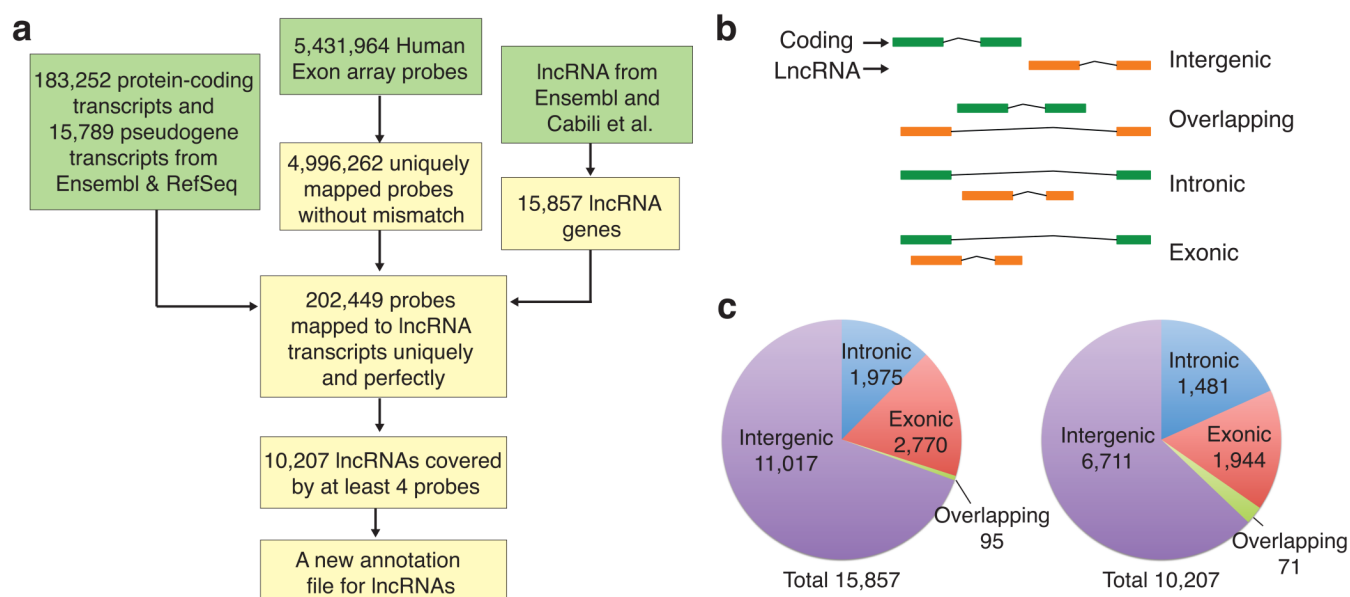 a
183,252 protein-coding
transcripts and
15,789 pseudogene
transcripts from
Ensembl & RefSeq
5,431,964 Human
Exon array probes
lncRNA from
Ensembl and
Cabili et al.
4,996,262 uniquely
mapped probes
without mismatch
15,857 lncRNA
genes
202,449 probes
mapped to lncRNA
transcripts uniquely
and perfectly
10,207 lncRNAs covered
by at least 4 probes
A new annotation
file for lncRNAs
b
Coding
LncRNA
Intergenic
Overlapping
Intronic
Exonic
c
Intronic
1,975
Exonic
2,770
Intergenic
11,017
Overlapping
95
Total 15,857
Intronic
1,481
Exonic
1,944
Intergenic
6,711
Overlapping
71
Total 10,207